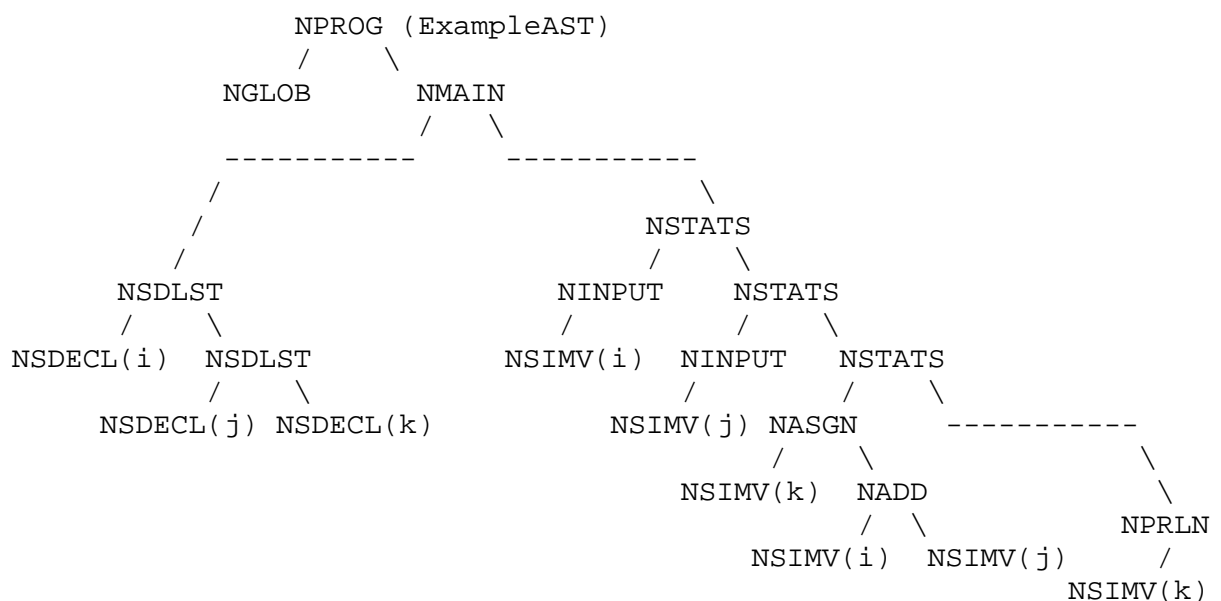 NPROG (ExampleAST)
NGLOB NMAIN
NSTATS
NSDLST NINPUT NSTATS
NSDECL(i) NSDLST NSIMV(i) NINPUT NSTATS
NSDECL(j) NSDECL(k) NSIMV(j) NASGN
NSIMV(k) NADD
NPRLN
NSIMV(i) NSIMV(j)
NSIMV(k)